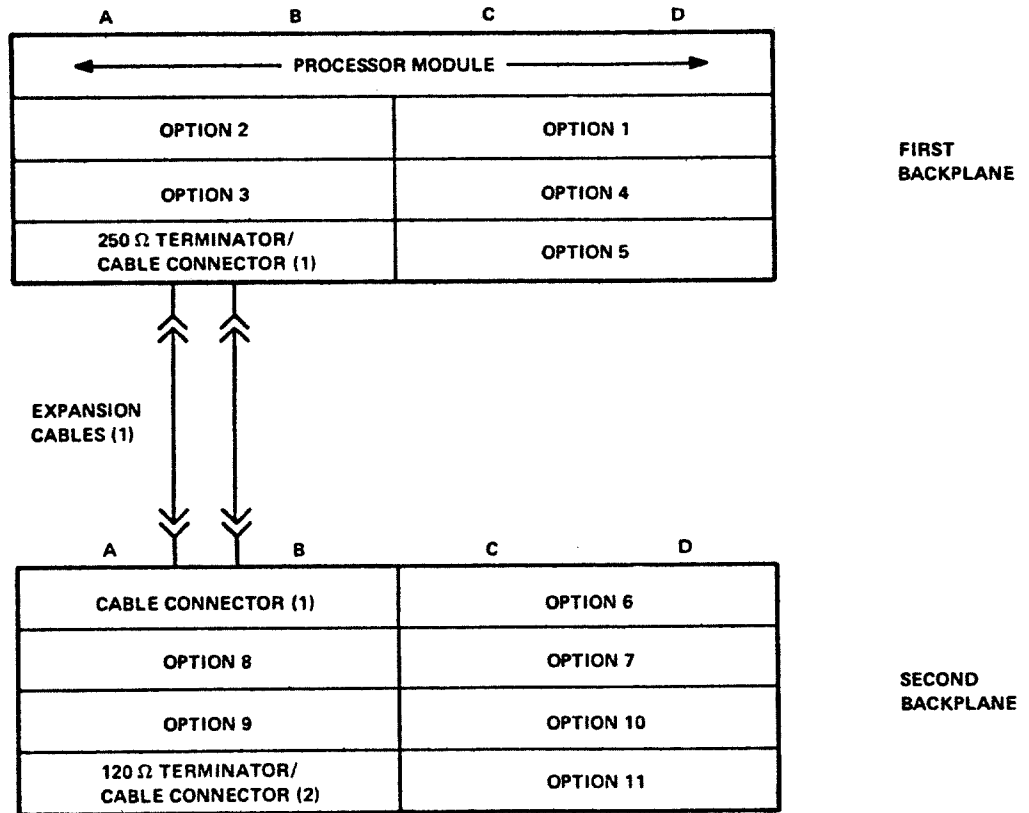 A B C D
PROCESSOR MODULE
OPTION 2 OPTION 1
OPTION 3 OPTION 4
250 Ω TERMINATOR/
CABLE CONNECTOR (1)
OPTION 5
FIRST
BACKPLANE
EXPANSION
CABLES (1)
A B C D
CABLE CONNECTOR (1) OPTION 6
OPTION 8 OPTION 7
OPTION 9 OPTION 10
120 Ω TERMINATOR/
CABLE CONNECTOR (2)
OPTION 11
SECOND
BACKPLANE